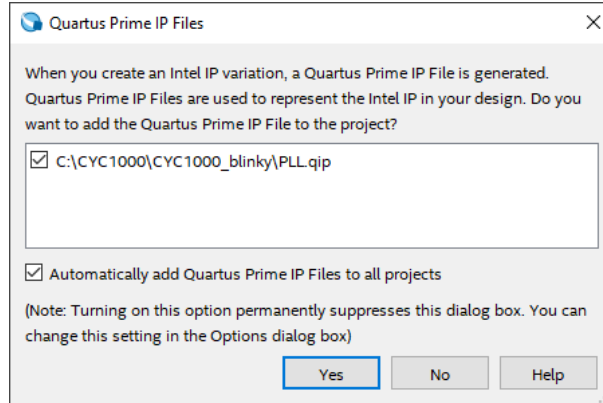 Quartus Prime IP Files
When you create an Intel IP variation, a Quartus Prime IP File is generated.
Quartus Prime IP Files are used to represent the Intel IP in your design. Do you
want to add the Quartus Prime IP File to the project?
C:\CYC1000\CYC1000_blinky\PLL.qip
Automatically add Quartus Prime IP Files to all projects
(Note: Turning on this option permanently suppresses this dialog box. You can
change this setting in the Options dialog box)
Yes No Help